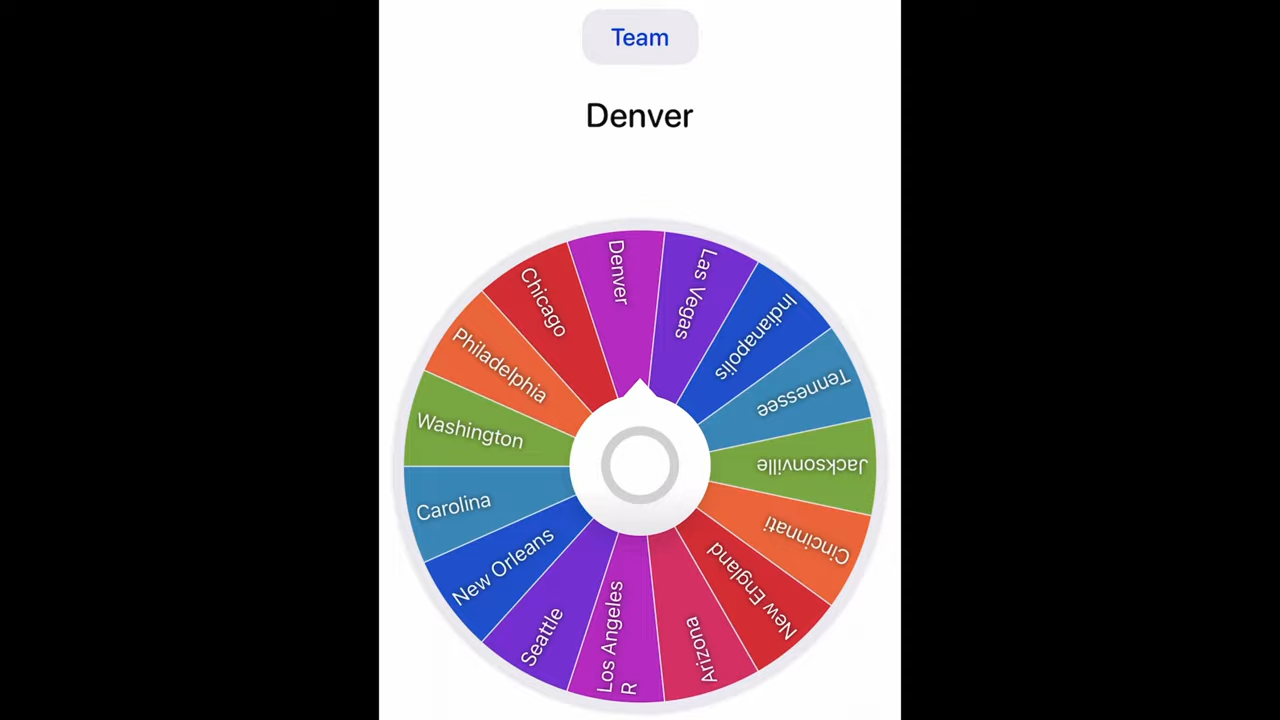 Team
Denver
Denver
Las Vegas
Indianapolis
Tennessee
Jacksonville
Cincinnati
New England
Arizona
Los Angeles
R
Seattle
New Orleans
Carolina
Washington
Philadelphia
Chicago